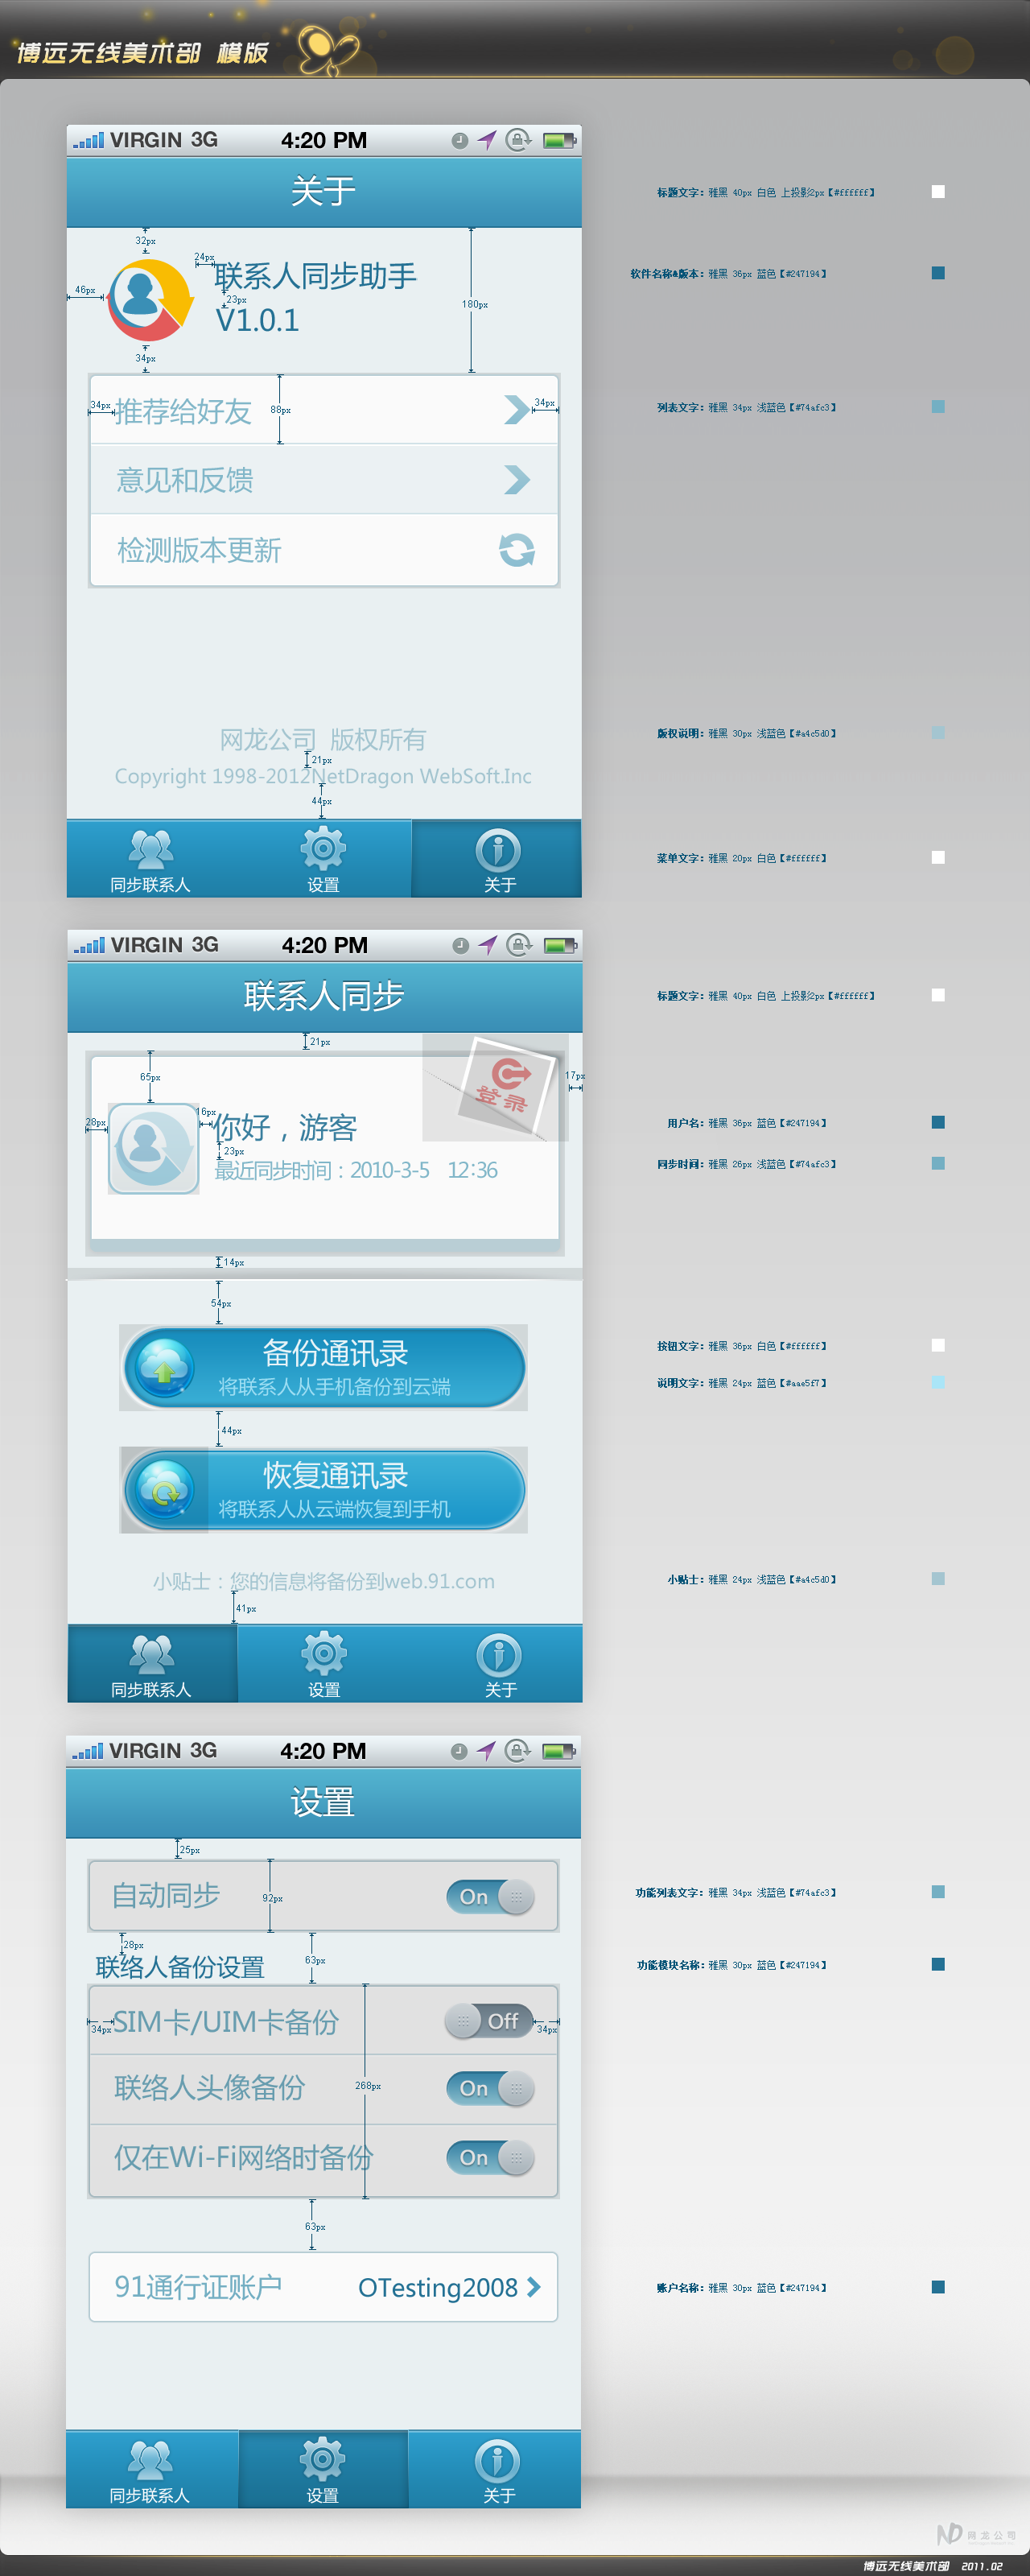 博远无线美术部 模版
VIRGIN 3G 4:20 PM
关于
标题文字：雅黑 40px 白色 上投影2px【#ffffff】
32px
24px
联系人同步助手
软件名称&版本：雅黑 36px 蓝色【#247194】
46px
23px
180px
V1.0.1
34px
34px
推荐给好友
88px
34px
列表文字：雅黑 34px 浅蓝色【#74afc3】
意见和反馈
检测版本更新
网龙公司 版权所有
版权说明：雅黑 30px 浅蓝色【#a4c5d0】
21px
Copyright 1998-2012NetDragon WebSoft.Inc
44px
菜单文字：雅黑 20px 白色【#ffffff】
同步联系人 设置 关于
VIRGIN 3G 4:20 PM
联系人同步
标题文字：雅黑 40px 白色 上投影2px【#ffffff】
21px
65px
17px
登录
28px
16px
你好，游客
用户名：雅黑 36px 蓝色【#247194】
23px
最近同步时间：2010-3-5 12:36
同步时间：雅黑 26px 浅蓝色【#74afc3】
14px
54px
备份通讯录
按钮文字：雅黑 36px 白色【#ffffff】
将联系人从手机备份到云端
说明文字：雅黑 24px 蓝色【#aae5f7】
44px
恢复通讯录
将联系人从云端恢复到手机
小贴士：您的信息将备份到web.91.com
小贴士：雅黑 24px 浅蓝色【#a4c5d0】
41px
同步联系人 设置 关于
VIRGIN 3G 4:20 PM
设置
25px
自动同步
92px
On
功能列表文字：雅黑 34px 浅蓝色【#74afc3】
28px
63px
联络人备份设置
功能模块名称：雅黑 30px 蓝色【#247194】
34px
SIM卡/UIM卡备份
Off
34px
联络人头像备份
268px
On
仅在Wi-Fi网络时备份
On
63px
91通行证账户
OTesting2008
账户名称：雅黑 30px 蓝色【#247194】
同步联系人 设置 关于
ND 网龙公司
博远无线美术部 2011.02